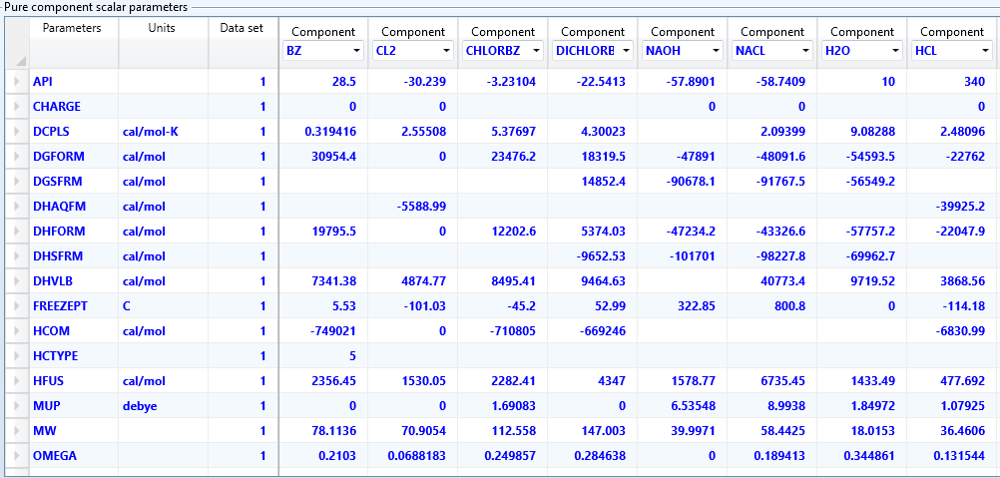 Pure component scalar parameters
Parameters Units Data set Component Component Component Component Component Component Component Component
BZ CL2 CHLORBZ DICHLORB NAOH NACL H2O HCL
API 1 28.5 -30.239 -3.23104 -22.5413 -57.8901 -58.7409 10 340
CHARGE 1 0 0 0 0 0
DCPLS cal/mol-K 1 0.319416 2.55508 5.37697 4.30023 2.09399 9.08288 2.48096
DGFORM cal/mol 1 30954.4 0 23476.2 18319.5 -47891 -48091.6 -54593.5 -22762
DGSFRM cal/mol 1 14852.4 -90678.1 -91767.5 -56549.2
DHAQFM cal/mol 1 -5588.99 -39925.2
DHFORM cal/mol 1 19795.5 0 12202.6 5374.03 -47234.2 -43326.6 -57757.2 -22047.9
DHSFRM cal/mol 1 -9652.53 -101701 -98227.8 -69962.7
DHVLB cal/mol 1 7341.38 4874.77 8495.41 9464.63 40773.4 9719.52 3868.56
FREEZEPT C 1 5.53 -101.03 -45.2 52.99 322.85 800.8 0 -114.18
HCOM cal/mol 1 -749021 0 -710805 -669246 -6830.99
HCTYPE 1 5
HFUS cal/mol 1 2356.45 1530.05 2282.41 4347 1578.77 6735.45 1433.49 477.692
MUP debye 1 0 0 1.69083 0 6.53548 8.9938 1.84972 1.07925
MW 1 78.1136 70.9054 112.558 147.003 39.9971 58.4425 18.0153 36.4606
OMEGA 1 0.2103 0.0688183 0.249857 0.284638 0 0.189413 0.344861 0.131544